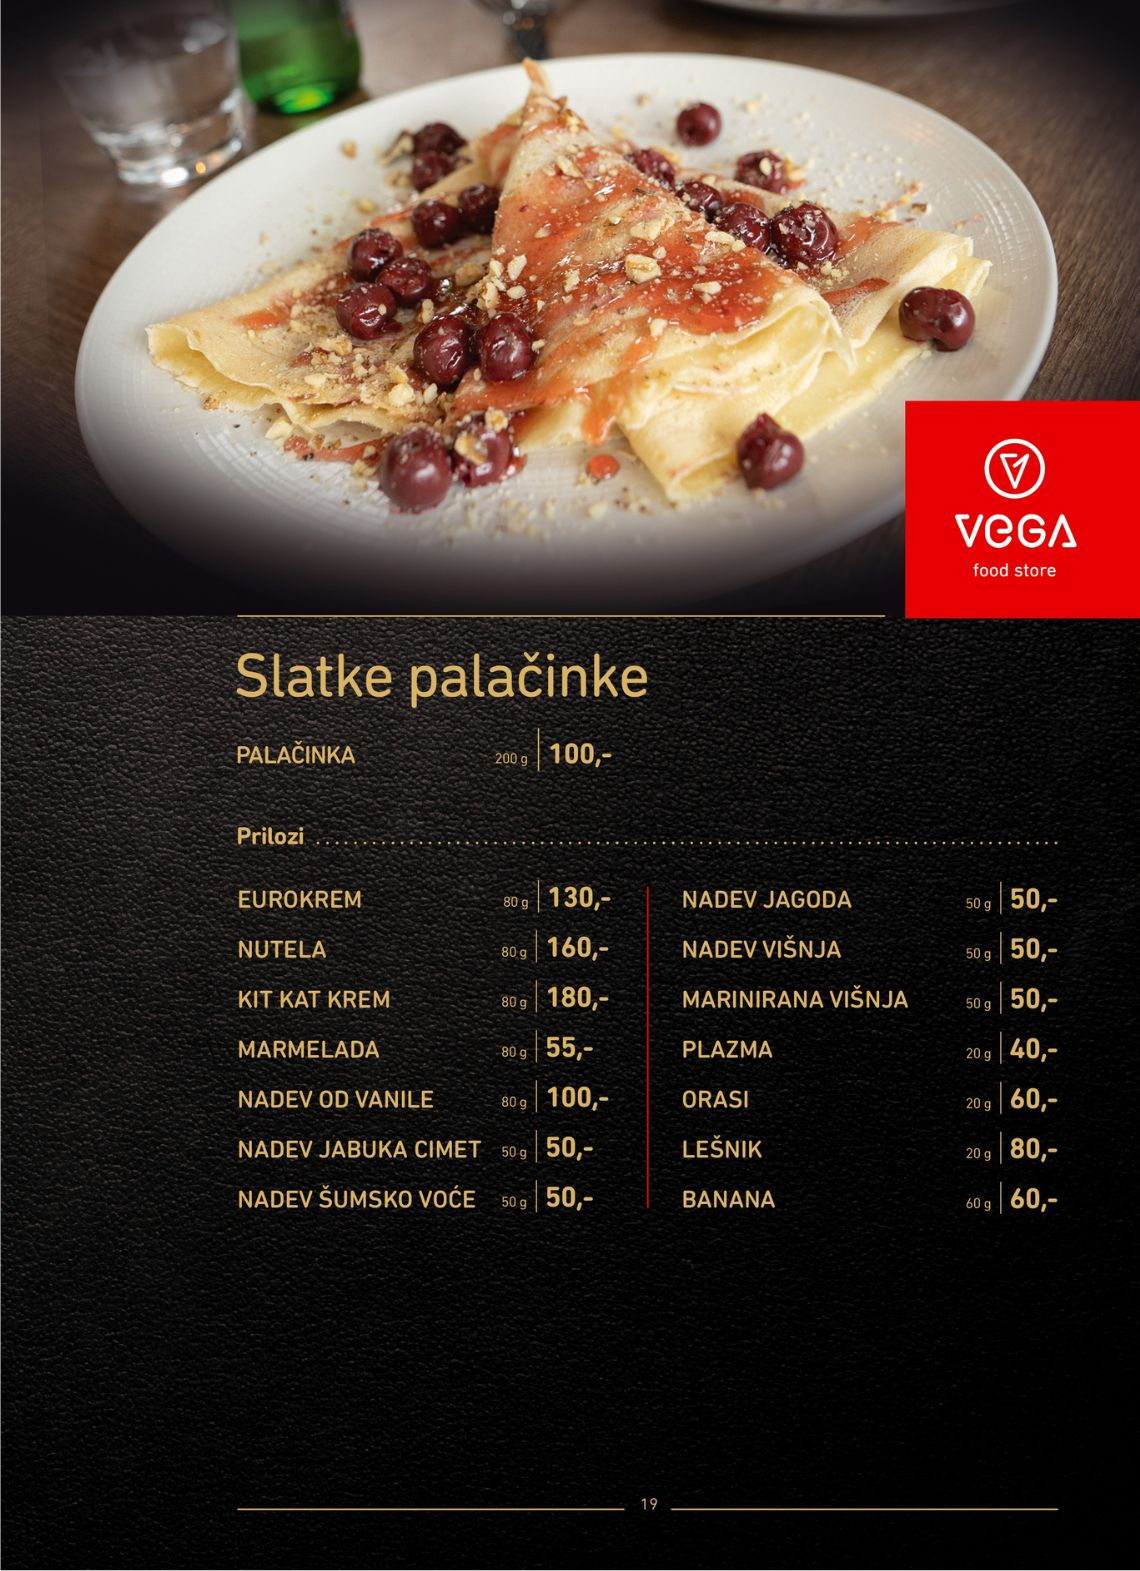 VEGA
food store
Slatke palačinke
PALAČINKA 200 g 100,-
Prilozi
EUROKREM 80 g 130,-
NUTELA 80 g 160,-
KIT KAT KREM 80 g 180,-
MARMELADA 80 g 55,-
NADEV OD VANILE 80 g 100,-
NADEV JABUKA CIMET 50 g 50,-
NADEV ŠUMSKO VOĆE 50 g 50,-
NADEV JAGODA 50 g 50,-
NADEV VIŠNJA 50 g 50,-
MARINIRANA VIŠNJA 50 g 50,-
PLAZMA 20 g 40,-
ORASI 20 g 60,-
LEŠNIK 20 g 80,-
BANANA 60 g 60,-
19